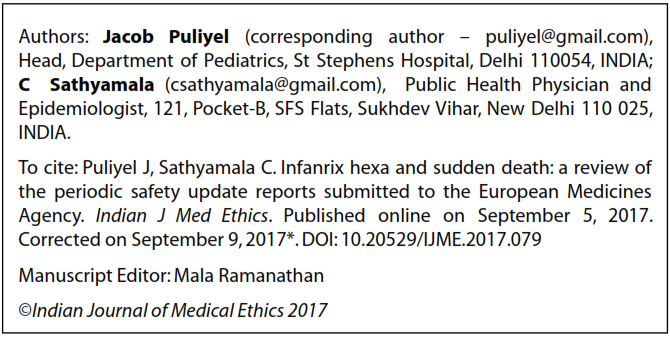 Authors: Jacob Puliyel (corresponding author – puliyel@gmail.com),
Head, Department of Pediatrics, St Stephens Hospital, Delhi 110054, INDIA;
C Sathyamala (csathyamala@gmail.com), Public Health Physician and
Epidemiologist, 121, Pocket-B, SFS Flats, Sukhdev Vihar, New Delhi 110 025,
INDIA.
To cite: Puliyel J, Sathyamala C. Infanrix hexa and sudden death: a review of
the periodic safety update reports submitted to the European Medicines
Agency. Indian J Med Ethics. Published online on September 5, 2017.
Corrected on September 9, 2017*. DOI: 10.20529/IJME.2017.079
Manuscript Editor: Mala Ramanathan
©Indian Journal of Medical Ethics 2017